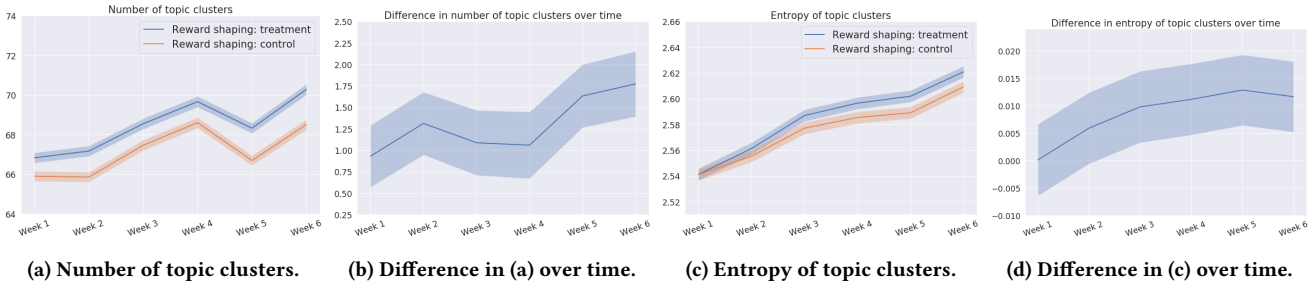 Number of topic clusters
74
72
70
68
66
64
Reward shaping: treatment
Reward shaping: control
Week 1
Week 2
Week 3
Week 4
Week 5
Week 6
(a) Number of topic clusters.
Difference in number of topic clusters over time
2.50
2.25
2.00
1.75
1.50
1.25
1.00
0.75
0.50
0.25
Week 1
Week 2
Week 3
Week 4
Week 5
Week 6
(b) Difference in (a) over time.
Entropy of topic clusters
2.66
2.64
2.62
2.60
2.58
2.56
2.54
2.52
2.51
Reward shaping: treatment
Reward shaping: control
Week 1
Week 2
Week 3
Week 4
Week 5
Week 6
(c) Entropy of topic clusters.
Difference in entropy of topic clusters over time
0.020
0.015
0.010
0.005
0.000
−0.005
−0.010
Week 1
Week 2
Week 3
Week 4
Week 5
Week 6
(d) Difference in (c) over time.